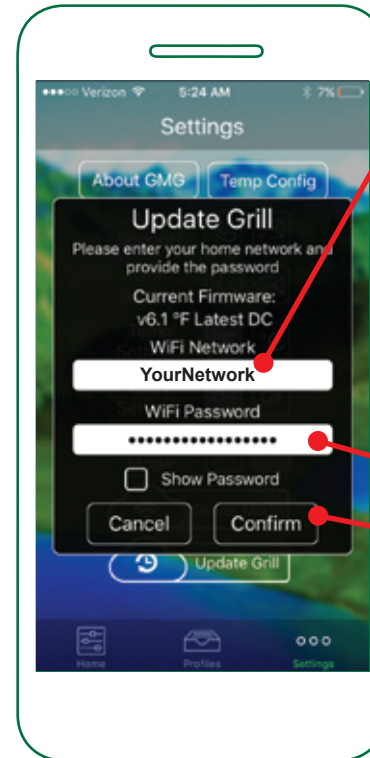 Verizon 5:24 AM 7%
Settings
About GMG Temp Config
Update Grill
Please enter your home network and
provide the password
Current Firmware:
v6.1 °F Latest DC
WiFi Network
YourNetwork
WiFi Password
•••••••••••••••••
Show Password
Cancel Confirm
Update Grill
Home Profiles Settings